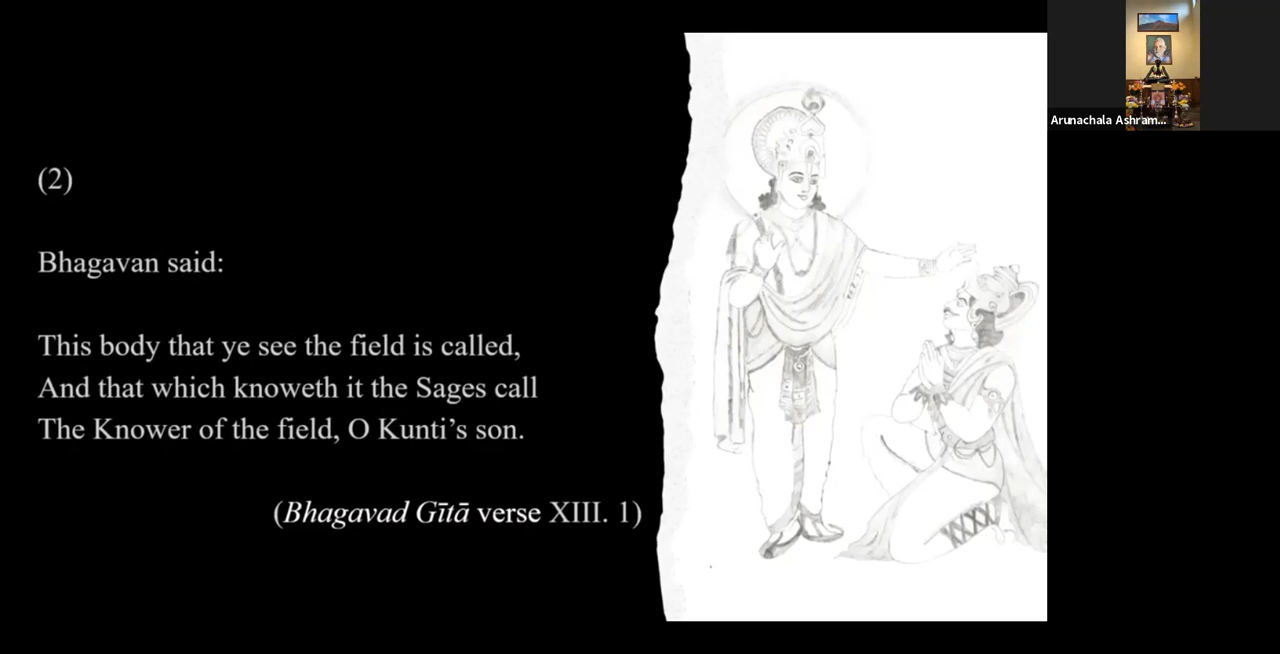 (2)
Bhagavan said:
This body that ye see the field is called,
And that which knoweth it the Sages call
The Knower of the field, O Kunti’s son.
(Bhagavad Gītā verse XIII. 1)
Arunachala Ashram...